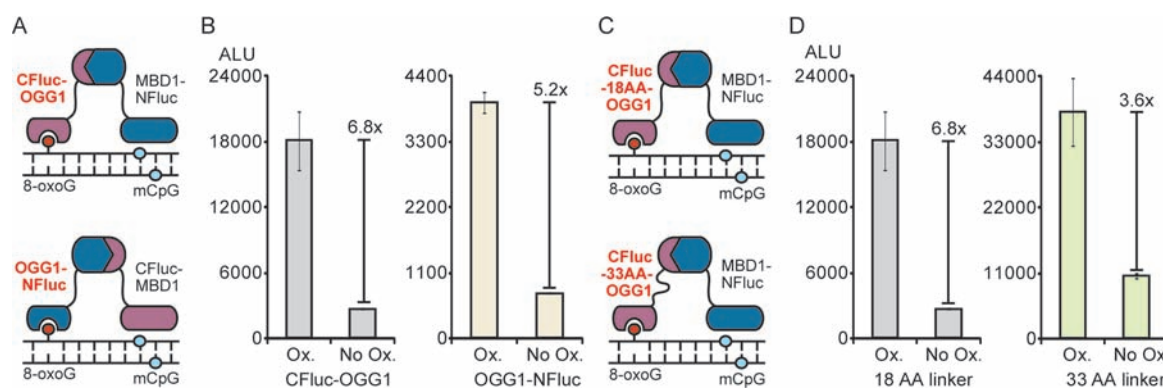 A
CFluc-
OGG1
MBD1-
NFluc
8-oxoG
mCpG
OGG1-
NFluc
CFluc-
MBD1
8-oxoG
mCpG
B
ALU
24000
18000
12000
6000
0
6.8x
Ox. No Ox.
CFluc-OGG1
4400
3300
2200
1100
0
5.2x
Ox. No Ox.
OGG1-NFluc
C
CFluc
-18AA-
OGG1
MBD1-
NFluc
8-oxoG
mCpG
CFluc
-33AA-
OGG1
MBD1-
NFluc
8-oxoG
mCpG
D
ALU
24000
18000
12000
6000
0
6.8x
Ox. No Ox.
18 AA linker
44000
33000
22000
11000
0
3.6x
Ox. No Ox.
33 AA linker